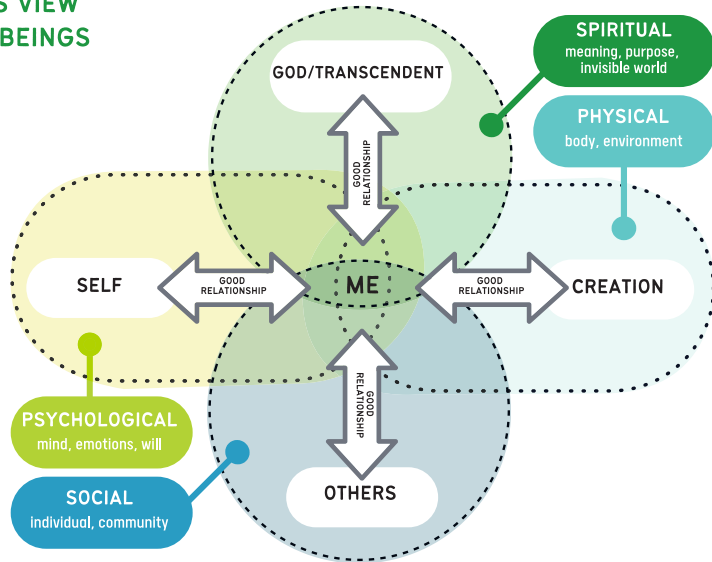 S VIEW
BEINGS
SPIRITUAL
meaning, purpose,
invisible world
GOD/TRANSCENDENT
PHYSICAL
body, environment
GOOD
RELATIONSHIP
SELF
GOOD
RELATIONSHIP
ME
GOOD
RELATIONSHIP
CREATION
GOOD
RELATIONSHIP
PSYCHOLOGICAL
mind, emotions, will
OTHERS
SOCIAL
individual, community